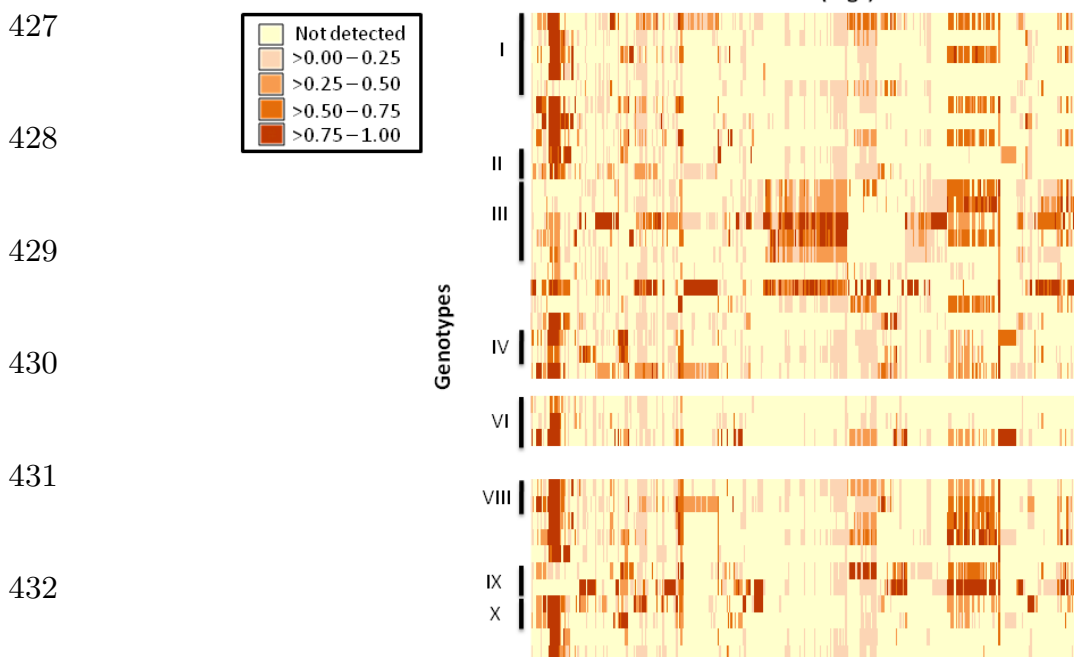 427
428
429
430
431
432
Not detected
>0.00−0.25
>0.25−0.50
>0.50−0.75
>0.75−1.00
Genotypes
I
II
III
IV
VI
VIII
IX
X